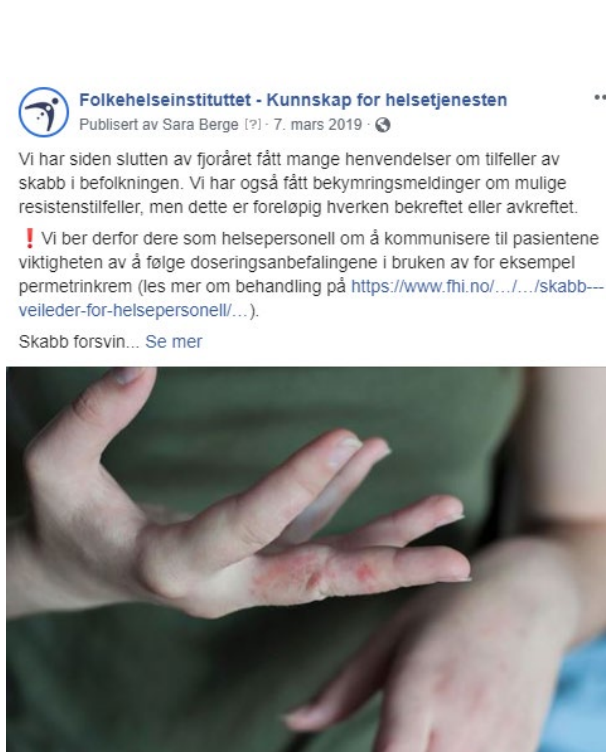 Folkehelseinstituttet - Kunnskap for helsetjenesten
Publisert av Sara Berge [?] · 7. mars 2019 ·
Vi har siden slutten av fjoråret fått mange henvendelser om tilfeller av
skabb i befolkningen. Vi har også fått bekymringsmeldinger om mulige
resistenstilfeller, men dette er foreløpig hverken bekreftet eller avkreftet.
❗ Vi ber derfor dere som helsepersonell om å kommunisere til pasientene
viktigheten av å følge doseringsanbefalingene i bruken av for eksempel
permetrinkrem (les mer om behandling på https://www.fhi.no/…/…/skabb---
veileder-for-helsepersonell/…).
Skabb forsvin... Se mer